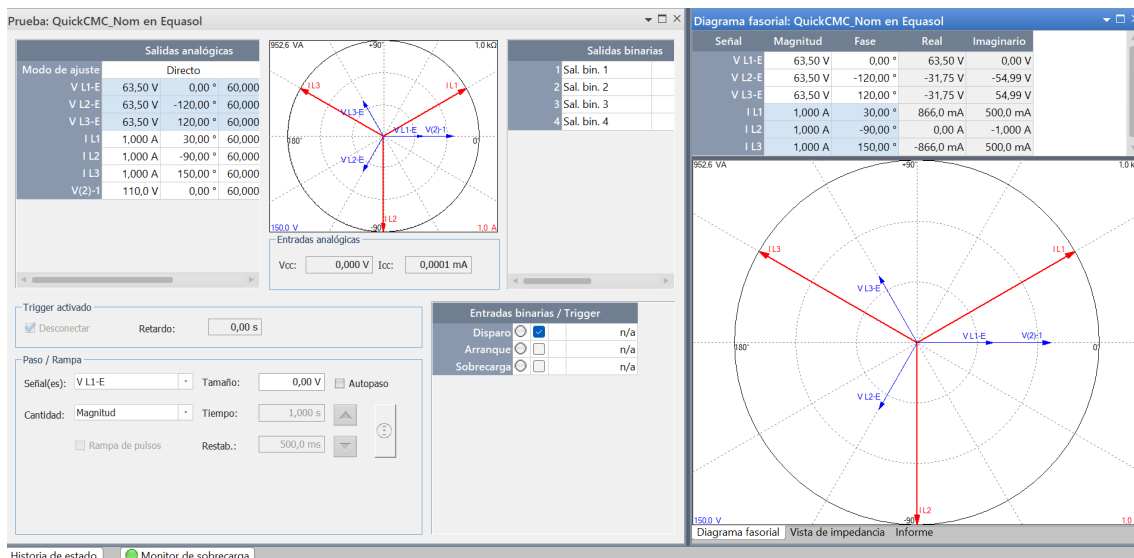 Prueba: QuickCMC_Nom en Equasol
Salidas analógicas
Modo de ajuste Directo
V L1-E 63,50 V 0,00 ° 60,000
V L2-E 63,50 V -120,00 ° 60,000
V L3-E 63,50 V 120,00 ° 60,000
I L1 1,000 A 30,00 ° 60,000
I L2 1,000 A -90,00 ° 60,000
I L3 1,000 A 150,00 ° 60,000
V(2)-1 110,0 V 0,00 ° 60,000
952,6 VA +90° 1,0 kΩ
I L3 I L1
V L3-E
V L1-E V(2)-1
180° 0°
V L2-E
I L2
150,0 V -90° 1,0 A
Entradas analógicas
Vcc: 0,000 V Icc: 0,0001 mA
Salidas binarias
1 Sal. bin. 1
2 Sal. bin. 2
3 Sal. bin. 3
4 Sal. bin. 4
Trigger activado
Desconectar Retardo: 0,00 s
Paso / Rampa
Señal(es): V L1-E Tamaño: 0,00 V Autopaso
Cantidad: Magnitud Tiempo: 1,000 s
Rampa de pulsos Restab.: 500,0 ms
Entradas binarias / Trigger
Disparo n/a
Arranque n/a
Sobrecarga n/a
Historia de estado Monitor de sobrecarga
Diagrama fasorial: QuickCMC_Nom en Equasol
Señal Magnitud Fase Real Imaginario
V L1-E 63,50 V 0,00 ° 63,50 V 0,00 V
V L2-E 63,50 V -120,00 ° -31,75 V -54,99 V
V L3-E 63,50 V 120,00 ° -31,75 V 54,99 V
I L1 1,000 A 30,00 ° 866,0 mA 500,0 mA
I L2 1,000 A -90,00 ° 0,00 A -1,000 A
I L3 1,000 A 150,00 ° -866,0 mA 500,0 mA
952,6 VA +90° 1,0 k
I L3 I L1
V L3-E
V L1-E V(2)-1
180° 0°
V L2-E
I L2
150,0 V -90° 1,0
Diagrama fasorial Vista de impedancia Informe